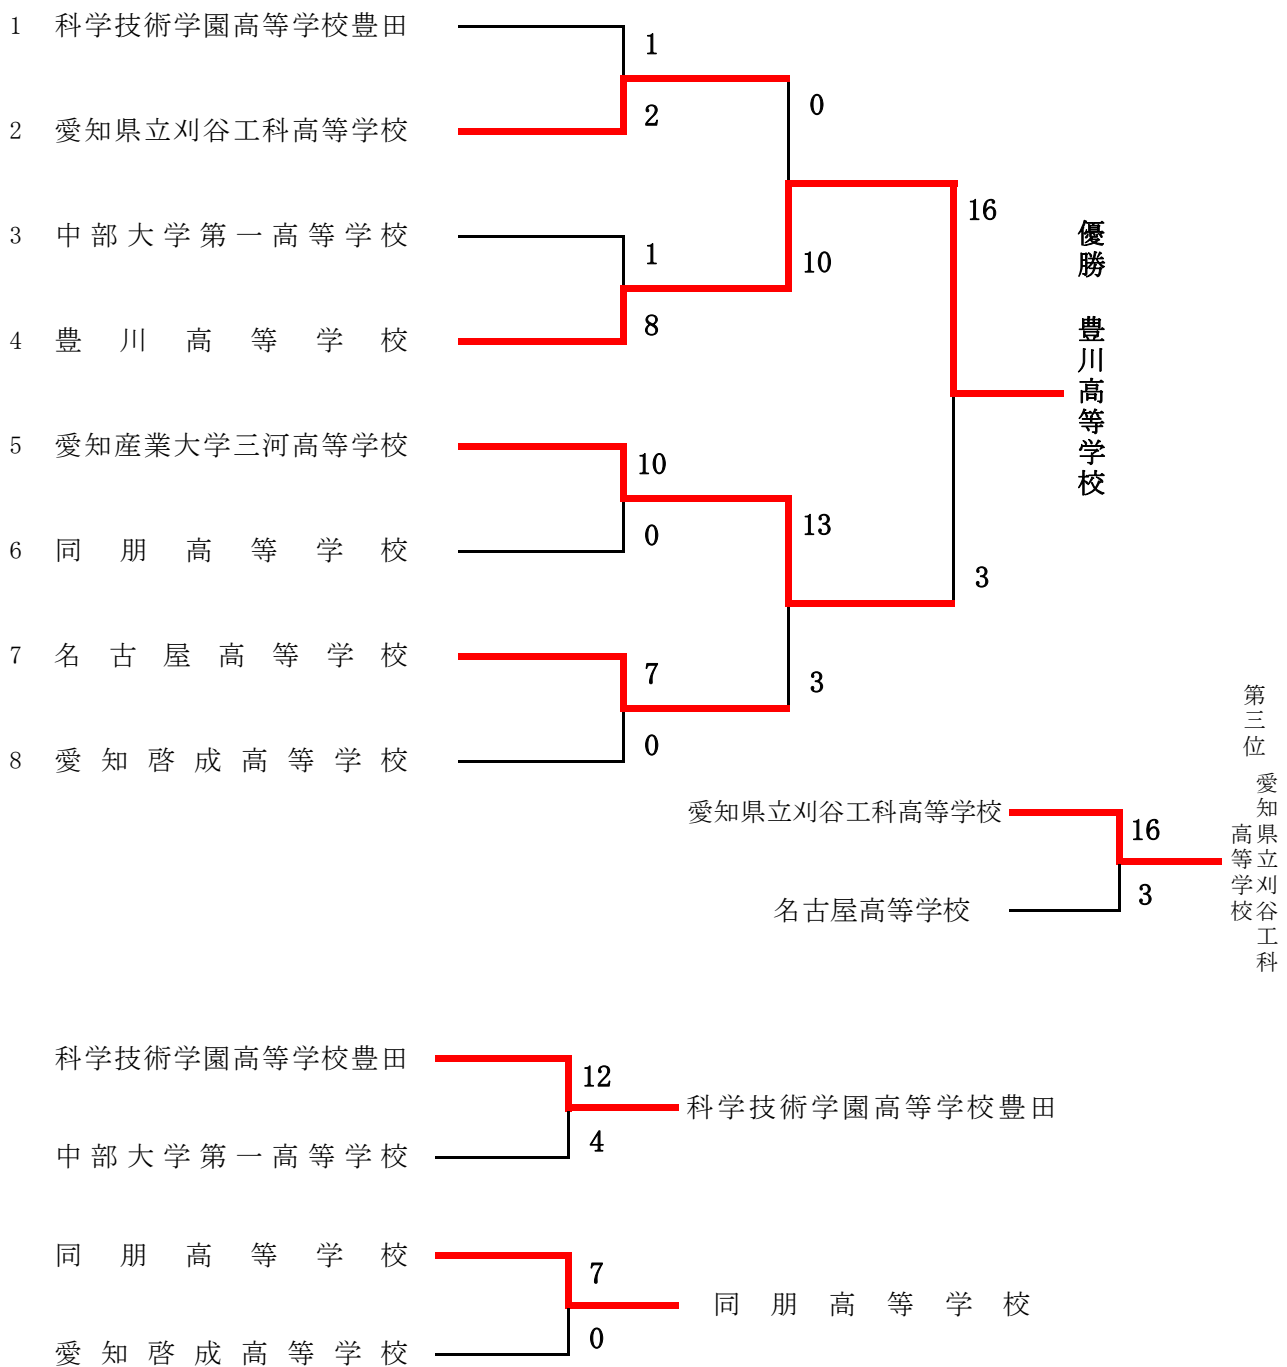 1 科学技術学園高等学校豊田
1
2 愛知県立刈谷工科高等学校
2
0
3 中部大学第一高等学校
1
4 豊川高等学校
8
10
16
優勝 豊川高等学校
5 愛知産業大学三河高等学校
10
6 同朋高等学校
0
13
3
7 名古屋高等学校
7
8 愛知啓成高等学校
0
3
第三位
愛知県立刈谷工科
高等学校
愛知県立刈谷工科高等学校
16
名古屋高等学校
3
科学技術学園高等学校豊田
12
科学技術学園高等学校豊田
中部大学第一高等学校
4
同朋高等学校
7
同朋高等学校
愛知啓成高等学校
0